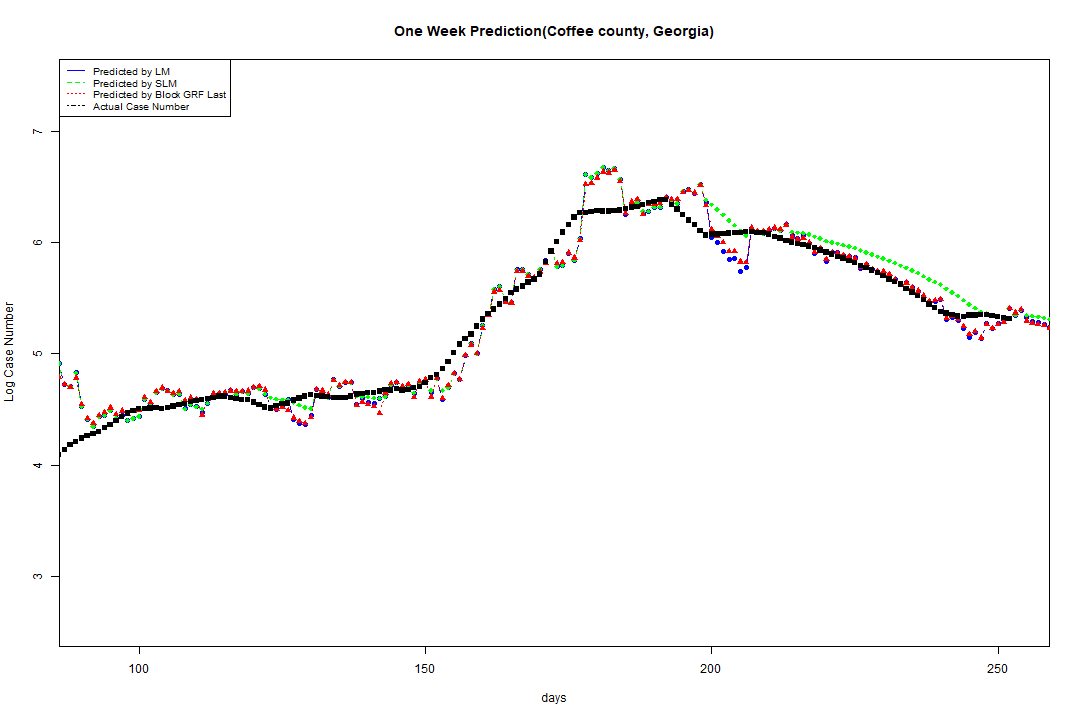 One Week Prediction(Coffee county, Georgia)
Predicted by LM
Predicted by SLM
Predicted by Block GRF Last
Actual Case Number
7
6
5
4
3
Log Case Number
100 150 200 250
days